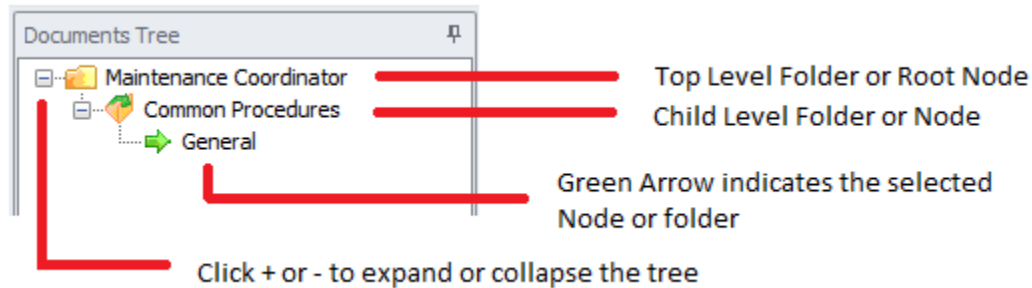 Documents Tree
Maintenance Coordinator
Top Level Folder or Root Node
Common Procedures
Child Level Folder or Node
General
Green Arrow indicates the selected
Node or folder
Click + or - to expand or collapse the tree